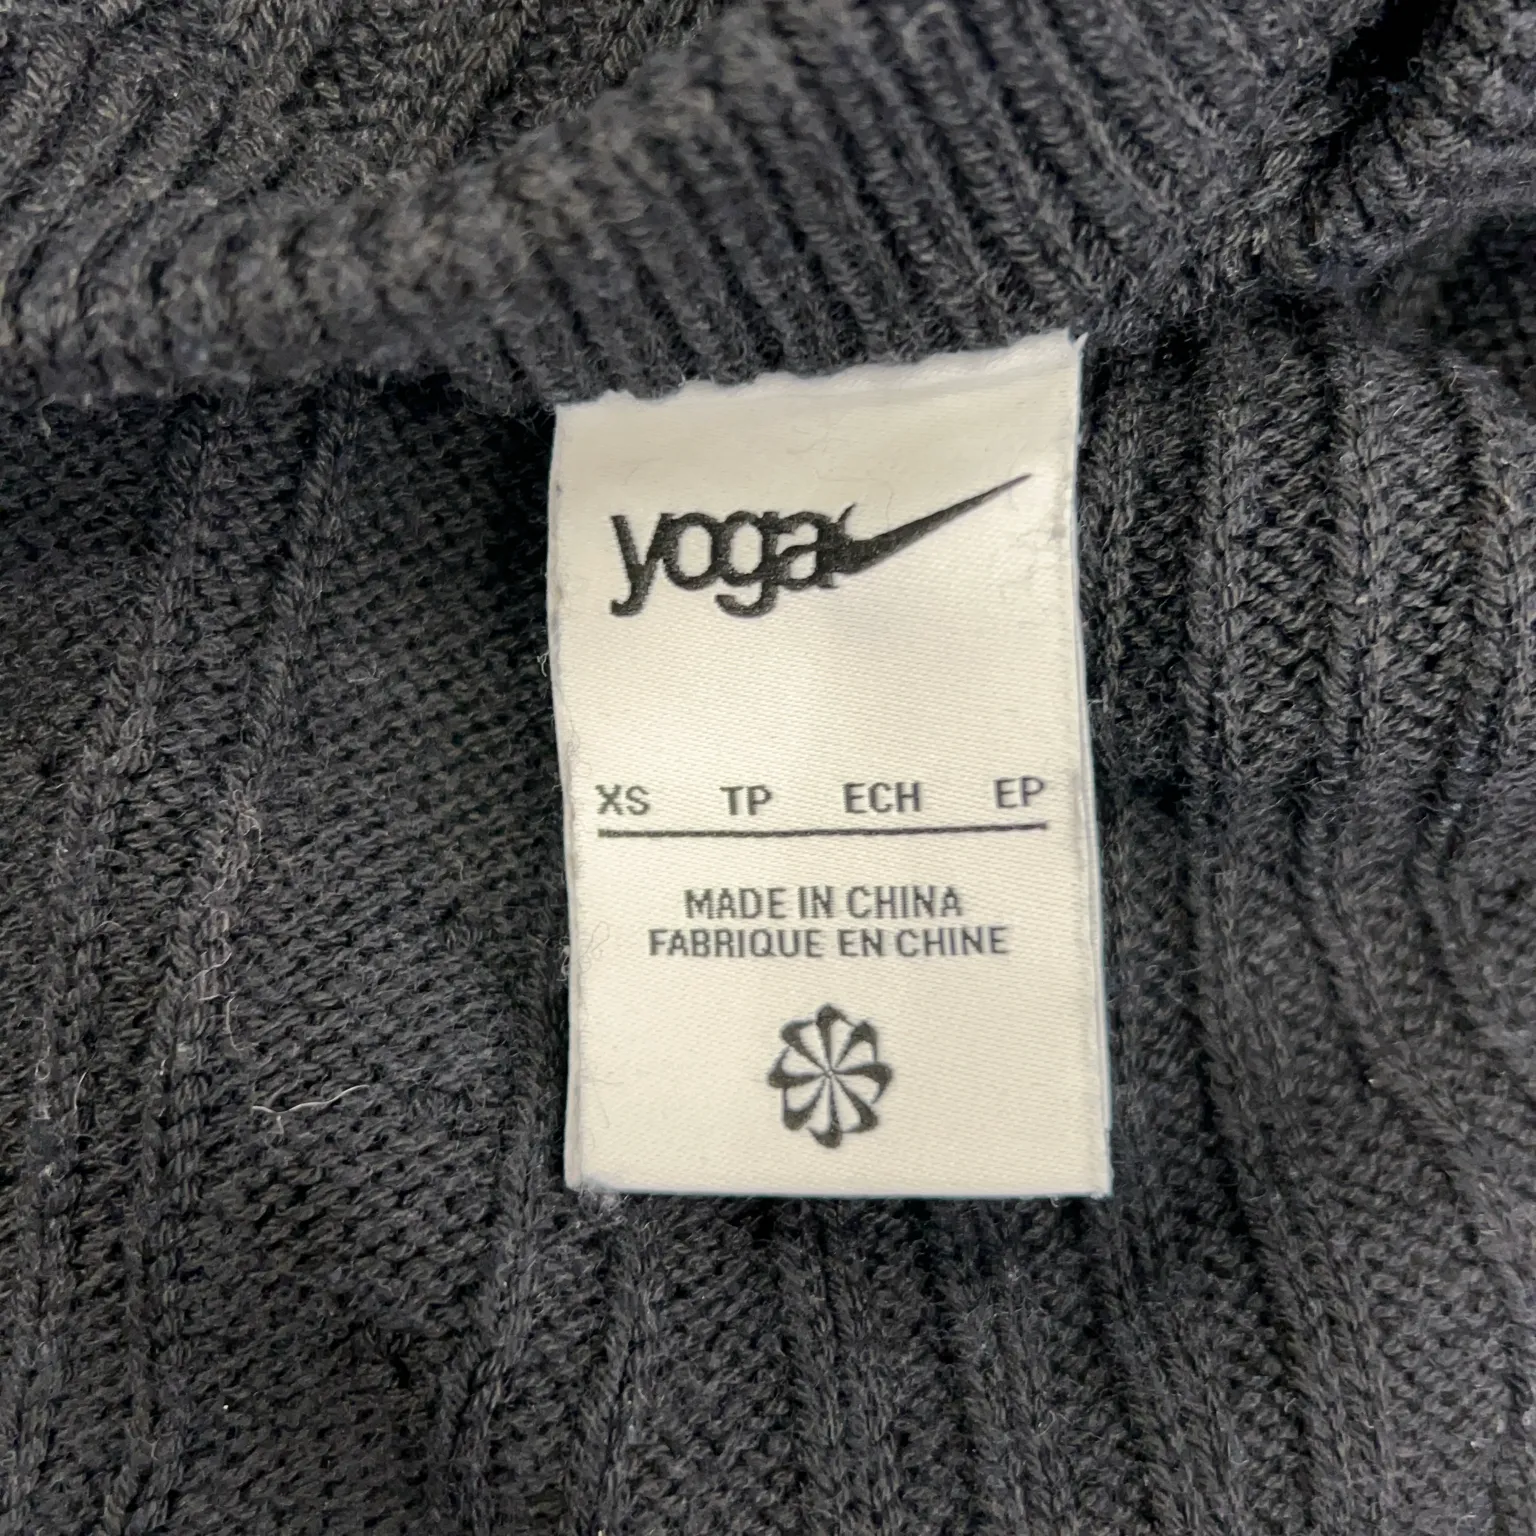 yoga
XS TP ECH EP
MADE IN CHINA
FABRIQUE EN CHINE